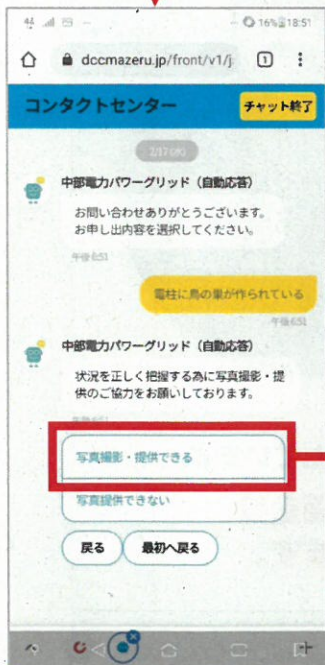 16% 18:51
dccmazeru.jp/front/v1/j
1
コンタクトセンター
チャット終了
中部電力パワーグリッド(自動応答)
お問い合わせありがとうございます。
お申し出内容を選択してください。
午後6:51
電柱に鳥の巣が作られている
午後6:51
中部電力パワーグリッド(自動応答)
状況を正しく把握する為に写真撮影・提
供のご協力をお願いしております。
写真撮影・提供できる
写真提供できない
戻る
最初へ戻る